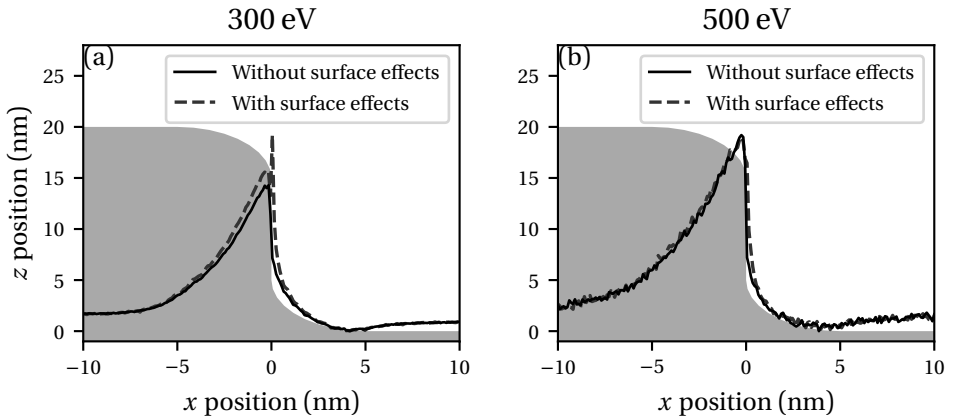 300 eV
500 eV
(a)
Without surface effects
With surface effects
(b)
Without surface effects
With surface effects
25
20
15
10
5
0
25
20
15
10
5
0
z position (nm)
−10
−5
0
5
10
−10
−5
0
5
10
x position (nm)
x position (nm)